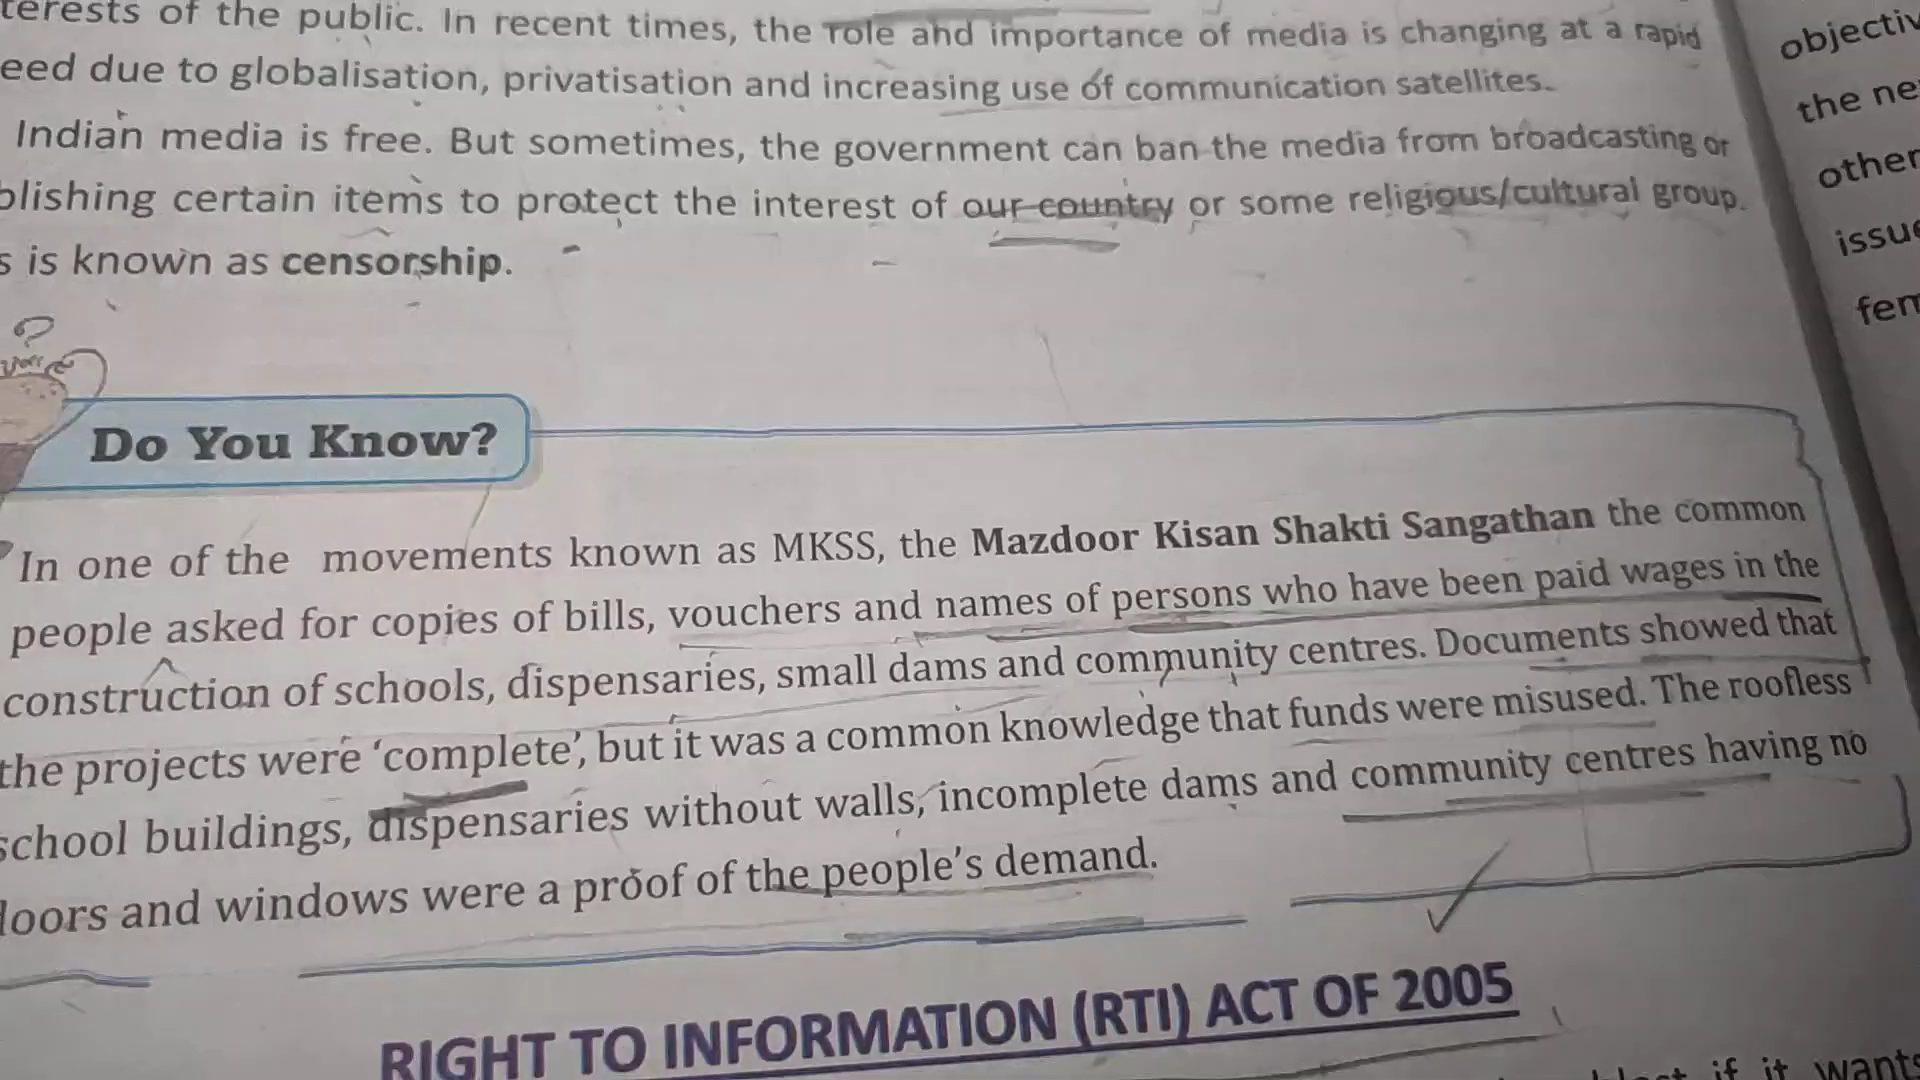 terests of the public. In recent times, the role and importance of media is changing at a rapid
eed due to globalisation, privatisation and increasing use of communication satellites.
Indian media is free. But sometimes, the government can ban the media from broadcasting or
blishing certain items to protect the interest of our country or some religious/cultural group.
s is known as censorship.
Do You Know?
In one of the movements known as MKSS, the Mazdoor Kisan Shakti Sangathan the common
people asked for copies of bills, vouchers and names of persons who have been paid wages in the
construction of schools, dispensaries, small dams and community centres. Documents showed that
the projects were ‘complete’, but it was a common knowledge that funds were misused. The roofless
school buildings, dispensaries without walls, incomplete dams and community centres having no
doors and windows were a proof of the people’s demand.
RIGHT TO INFORMATION (RTI) ACT OF 2005
if it wants
objectiv
the ne
other
issue
fem